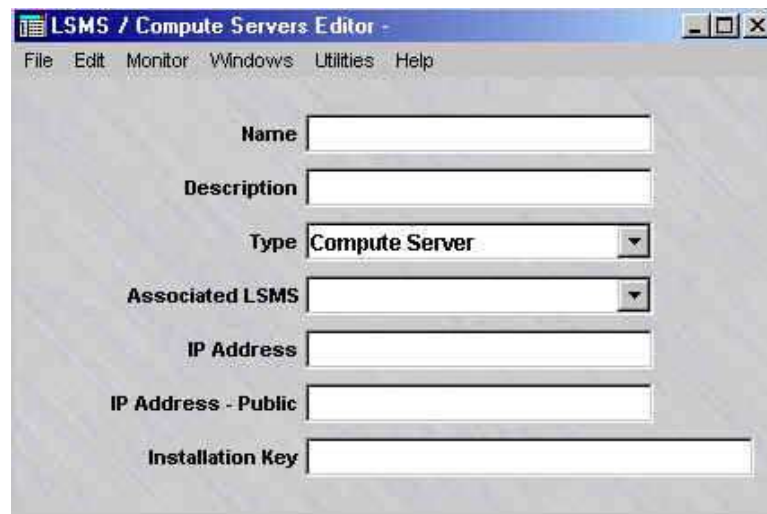 LSMS / Compute Servers Editor -
File Edit Monitor Windows Utilities Help
Name
Description
Type Compute Server
Associated LSMS
IP Address
IP Address - Public
Installation Key